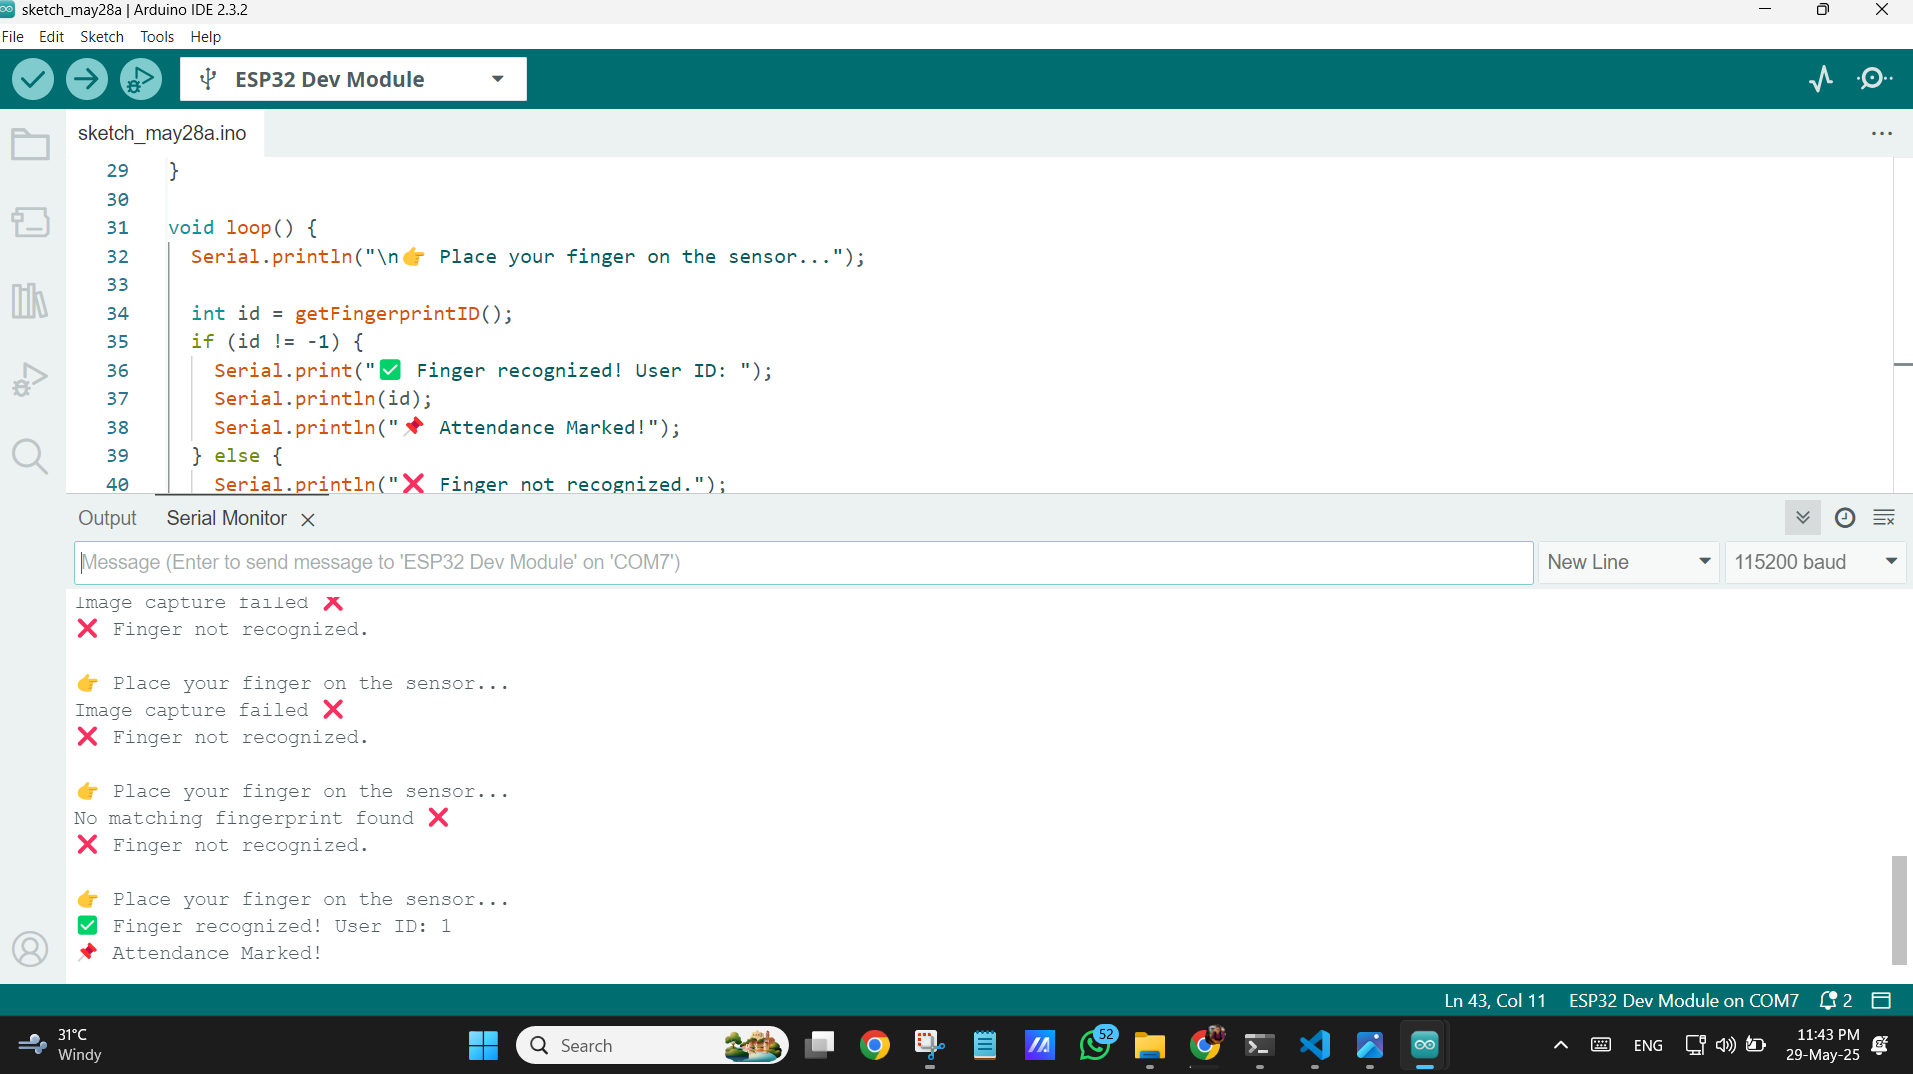 sketch_may28a | Arduino IDE 2.3.2
File Edit Sketch Tools Help
ESP32 Dev Module
sketch_may28a.ino
29 }
30
31 void loop() {
32 Serial.println("\n👉 Place your finger on the sensor...");
33
34 int id = getFingerprintID();
35 if (id != -1) {
36 Serial.print("✅ Finger recognized! User ID: ");
37 Serial.println(id);
38 Serial.println("📌 Attendance Marked!");
39 } else {
40 Serial.println("❌ Finger not recognized.");
Output Serial Monitor
Message (Enter to send message to 'ESP32 Dev Module' on 'COM7') New Line 115200 baud
Image capture failed ❌
❌ Finger not recognized.
👉 Place your finger on the sensor...
Image capture failed ❌
❌ Finger not recognized.
👉 Place your finger on the sensor...
No matching fingerprint found ❌
❌ Finger not recognized.
👉 Place your finger on the sensor...
✅ Finger recognized! User ID: 1
📌 Attendance Marked!
Ln 43, Col 11 ESP32 Dev Module on COM7 2
31°C
Windy
Search
52
ENG
11:43 PM
29-May-25